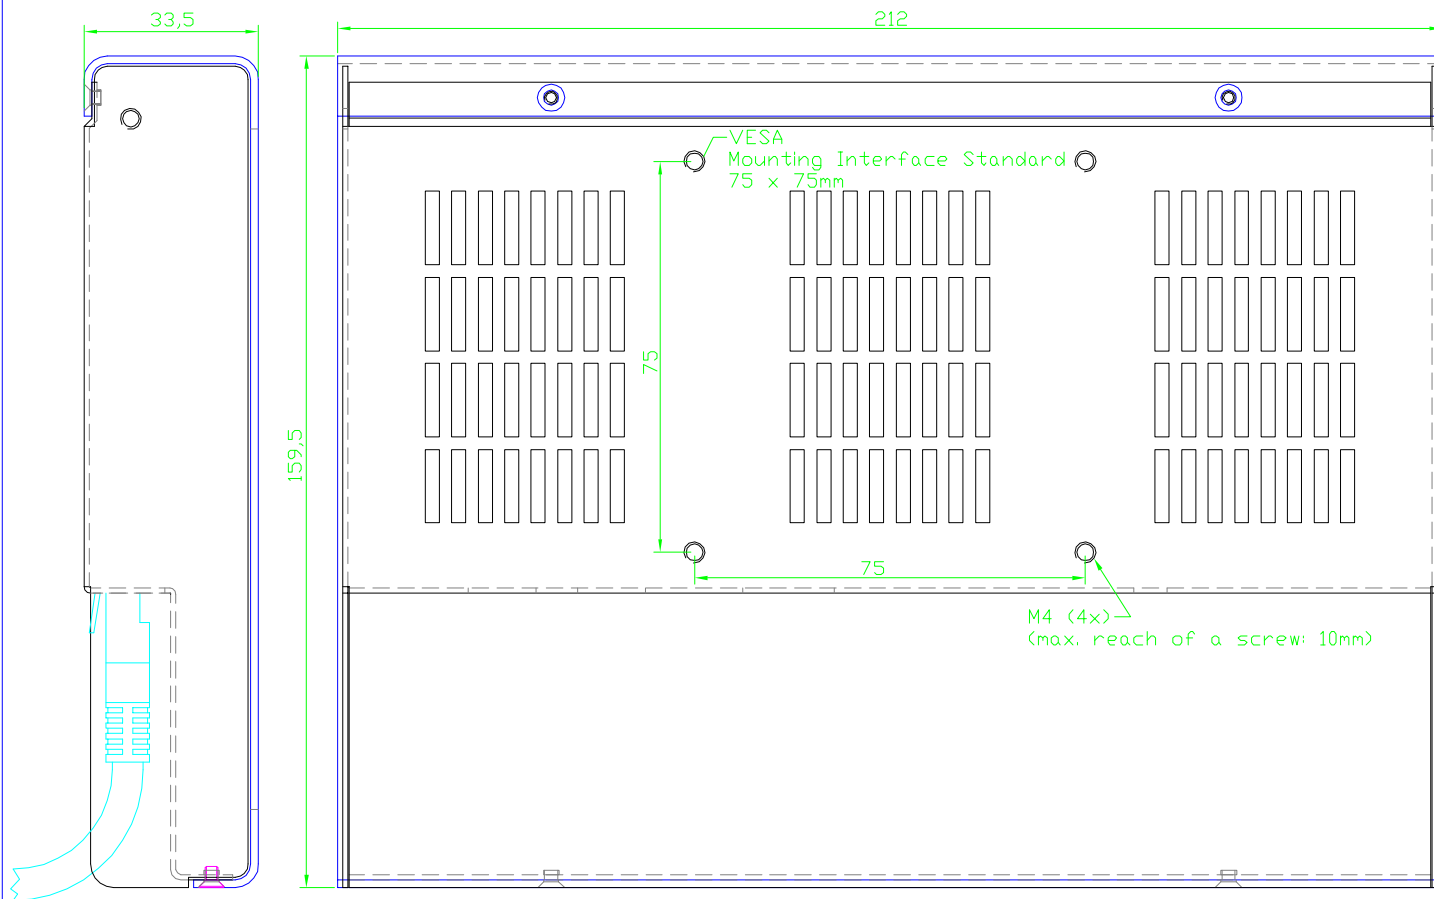 33,5
212
VESA
Mounting Interface Standard
75 x 75mm
75
159,5
75
M4 (4x)
(max. reach of a screw: 10mm)